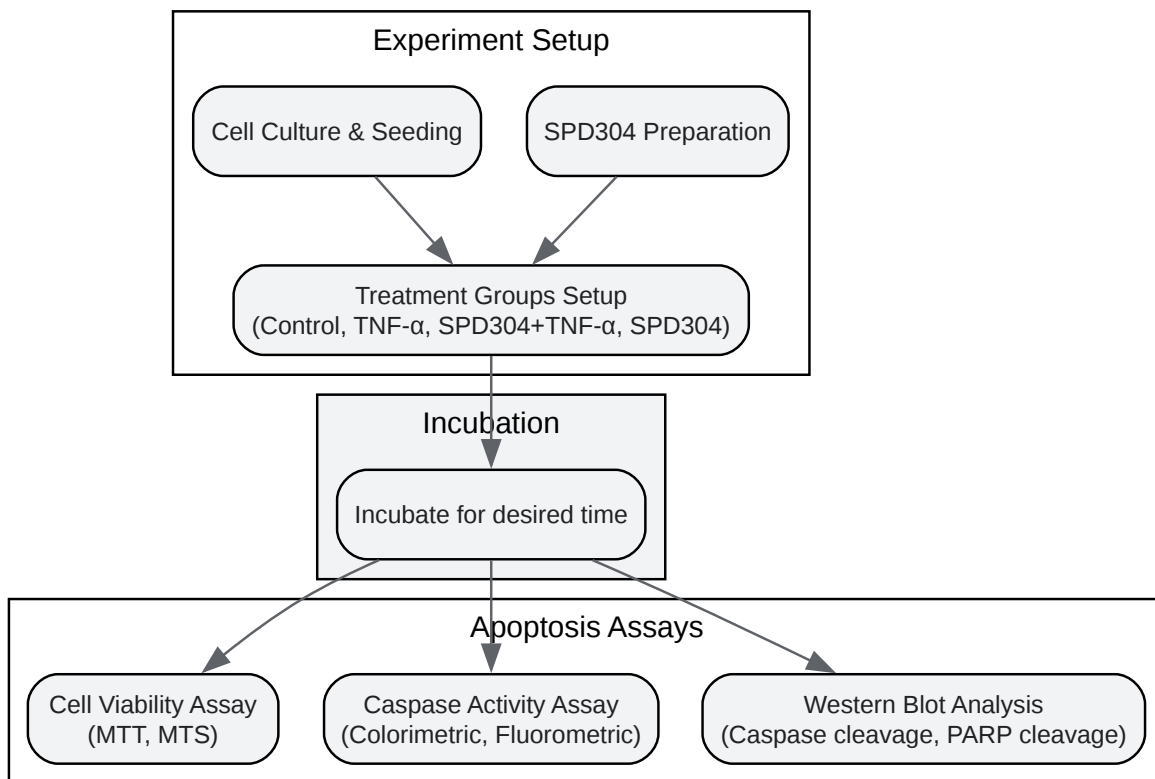 Experiment Setup
Cell Culture & Seeding
SPD304 Preparation
Treatment Groups Setup
(Control, TNF-α, SPD304+TNF-α, SPD304)
Incubation
Incubate for desired time
Apoptosis Assays
Cell Viability Assay
(MTT, MTS)
Caspase Activity Assay
(Colorimetric, Fluorometric)
Western Blot Analysis
(Caspase cleavage, PARP cleavage)